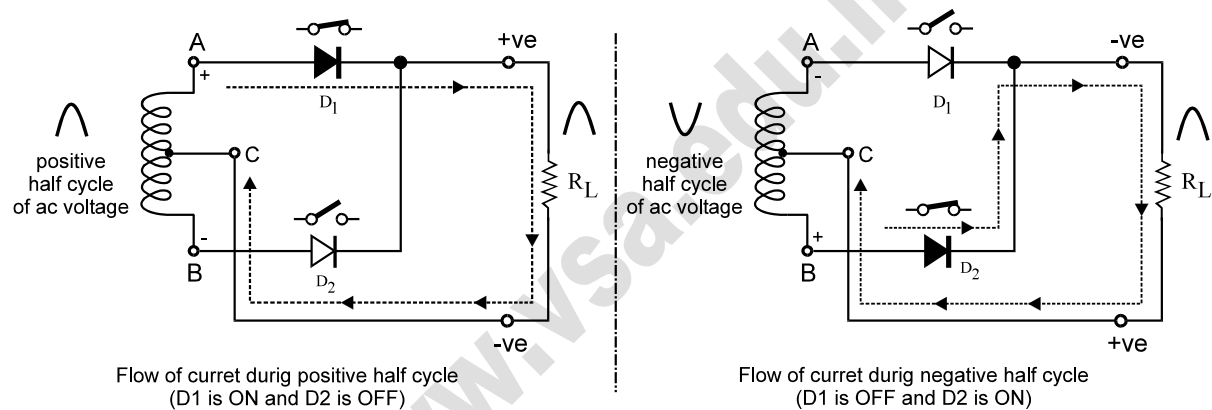 A
+
D1
+ve
positive
half cycle
of ac voltage
C
RL
-
B
D2
-ve
Flow of curret durig positive half cycle
(D1 is ON and D2 is OFF)
A
-
D1
-ve
negative
half cycle
of ac voltage
C
RL
+
B
D2
+ve
Flow of curret durig negative half cycle
(D1 is OFF and D2 is ON)